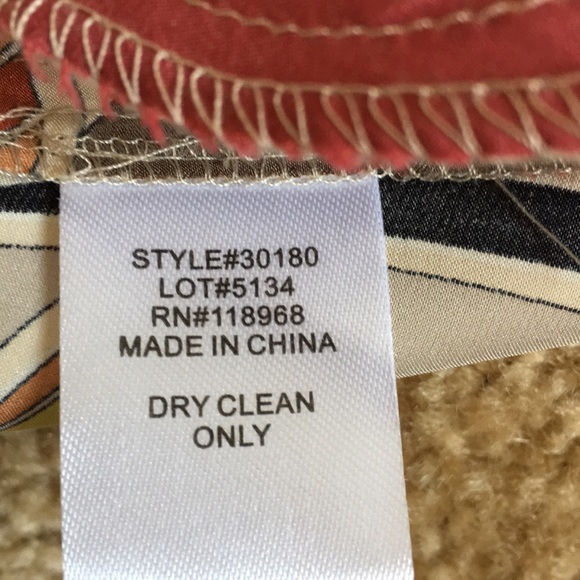 STYLE#30180
LOT#5134
RN#118968
MADE IN CHINA
DRY CLEAN
ONLY